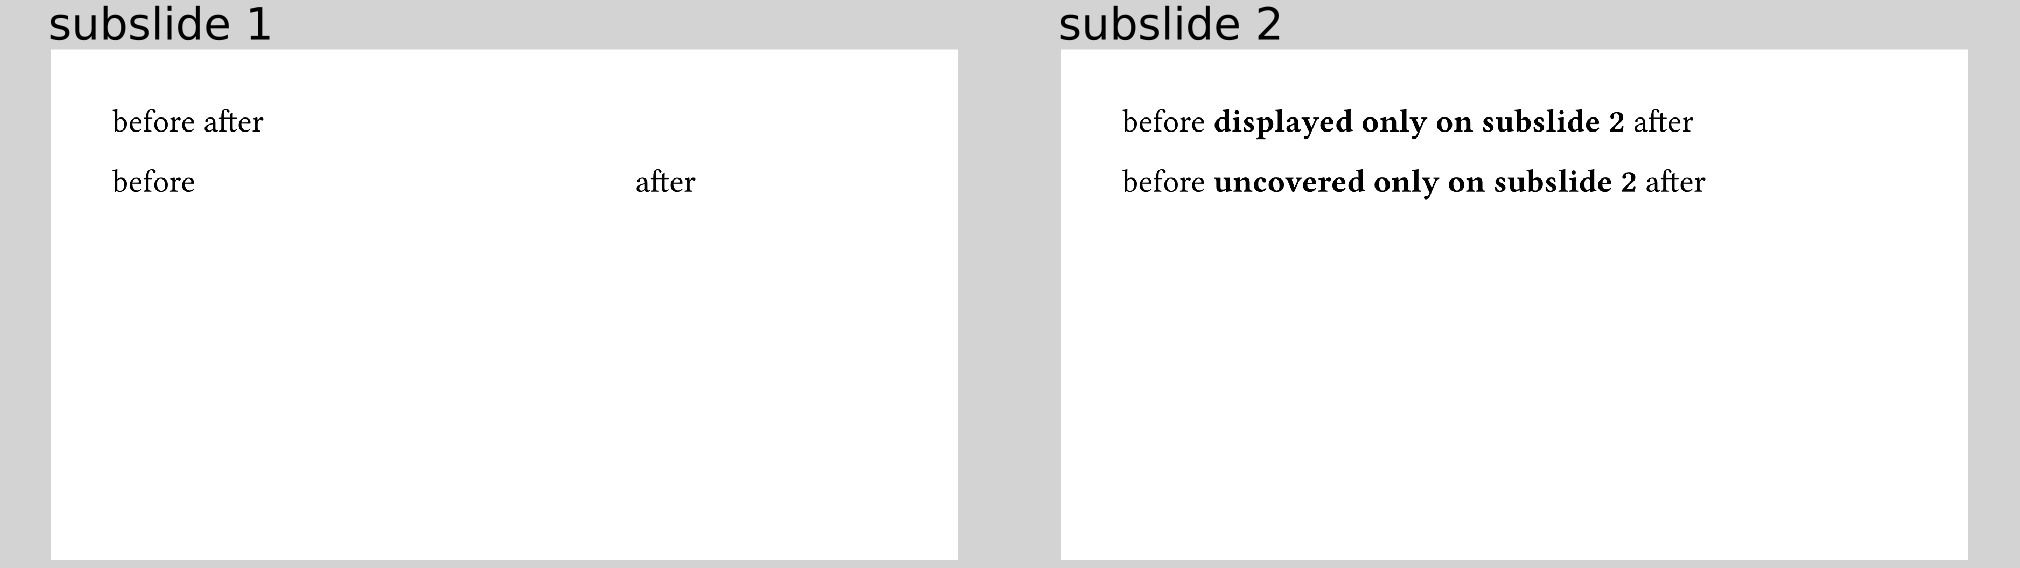 subslide 1
before after
before after
subslide 2
before displayed only on subslide 2 after
before uncovered only on subslide 2 after